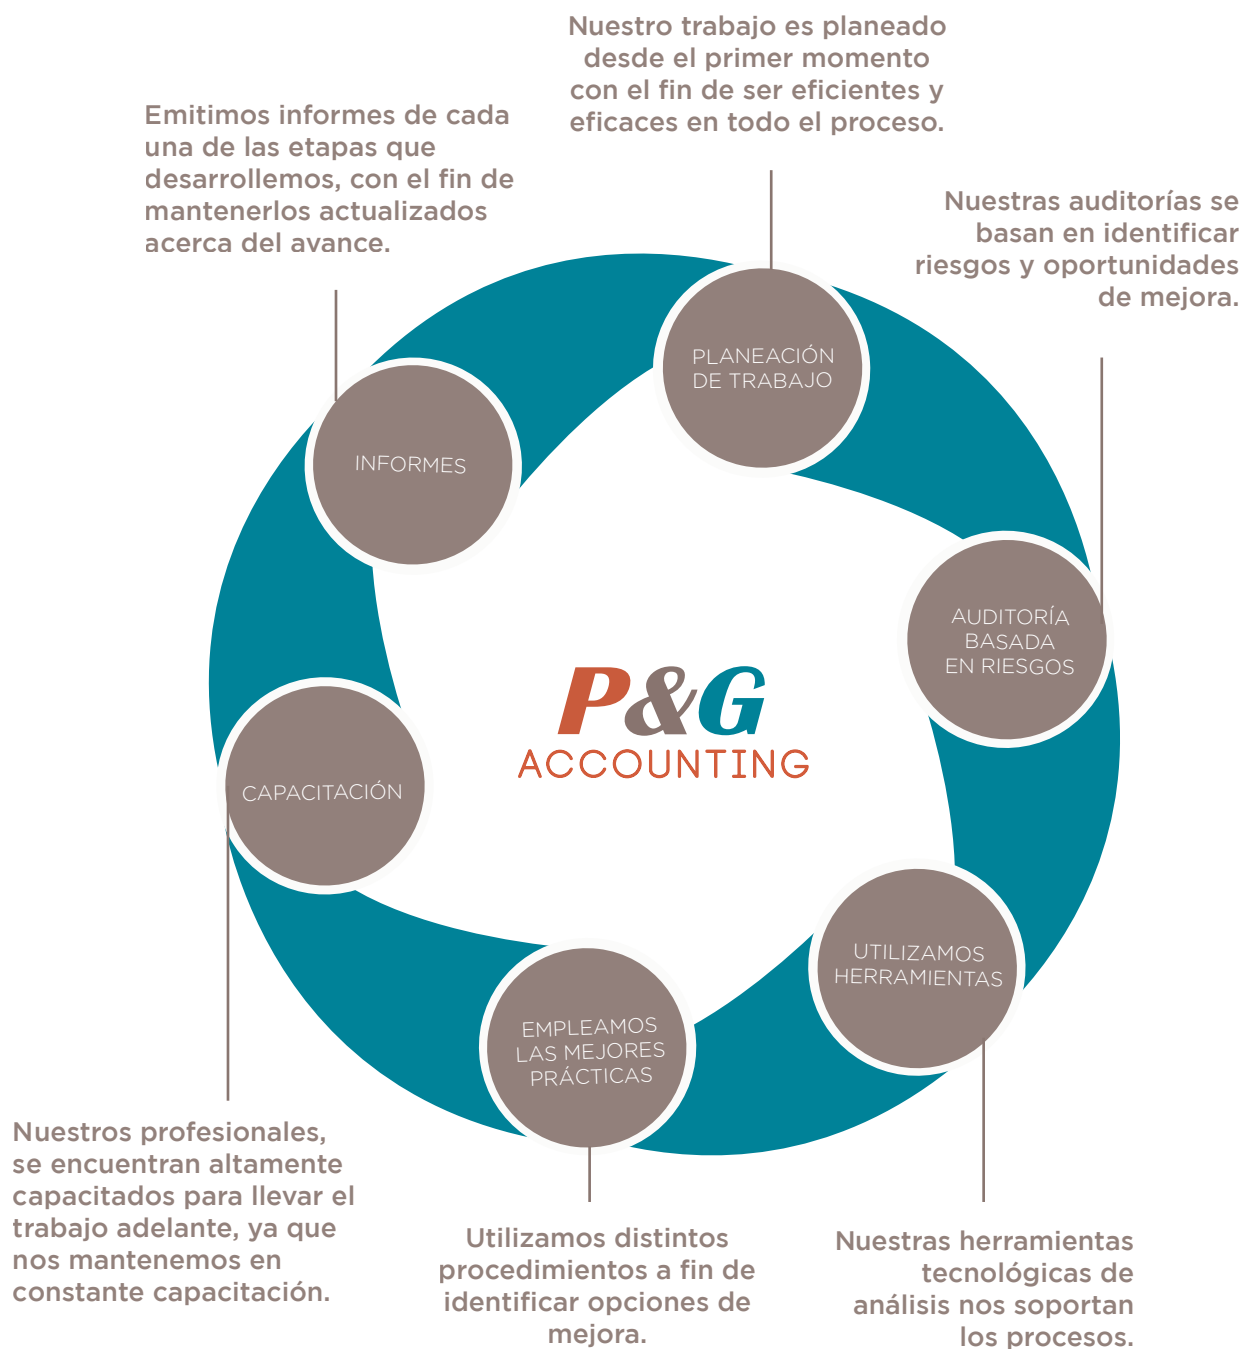 Nuestro trabajo es planeado
desde el primer momento
con el fin de ser eficientes y
eficaces en todo el proceso.
Emitimos informes de cada
una de las etapas que
desarrollemos, con el fin de
mantenerlos actualizados
acerca del avance.
Nuestras auditorías se
basan en identificar
riesgos y oportunidades
de mejora.
PLANEACIÓN
DE TRABAJO
INFORMES
AUDITORÍA
BASADA
EN RIESGOS
P&G
ACCOUNTING
CAPACITACIÓN
UTILIZAMOS
HERRAMIENTAS
EMPLEAMOS
LAS MEJORES
PRÁCTICAS
Nuestros profesionales,
se encuentran altamente
capacitados para llevar el
trabajo adelante, ya que
nos mantenemos en
constante capacitación.
Utilizamos distintos
procedimientos a fin de
identificar opciones de
mejora.
Nuestras herramientas
tecnológicas de
análisis nos soportan
los procesos.